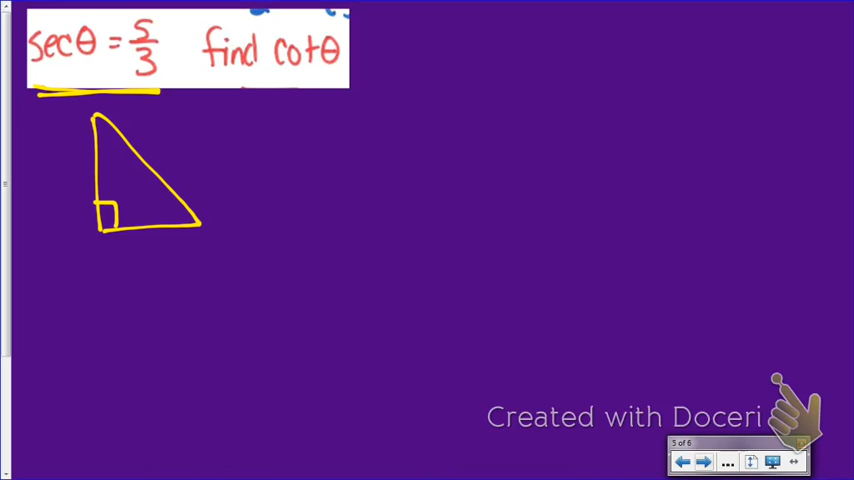 secθ = 5/3 find cotθ
Created with Doceri
5 of 6
...